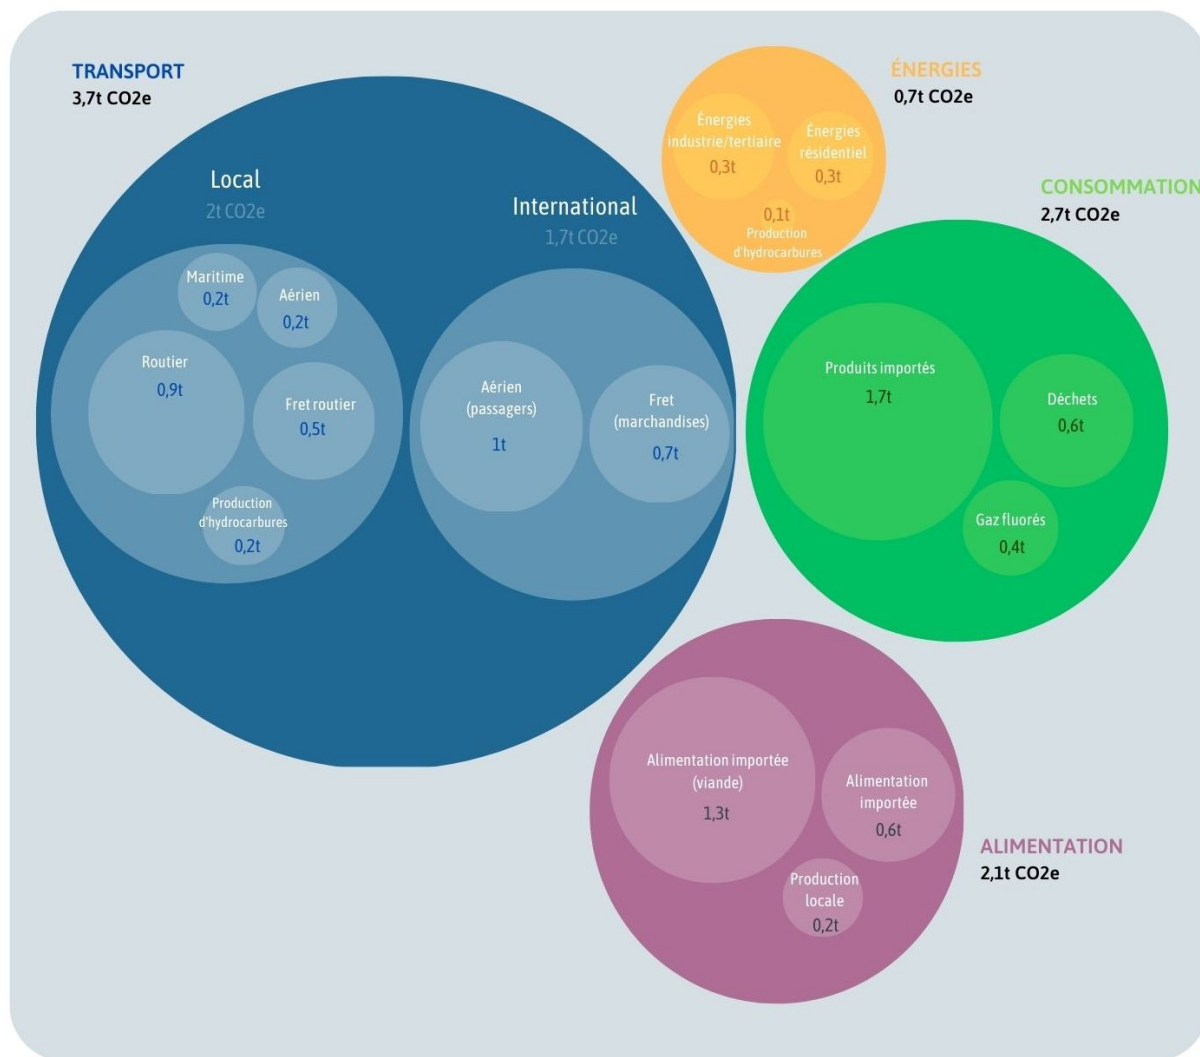 TRANSPORT
3,7t CO2e
Local
2t CO2e
Maritime
0,2t
Aérien
0,2t
Routier
0,9t
Fret routier
0,5t
Production
d'hydrocarbures
0,2t
International
1,7t CO2e
Aérien
(passagers)
1t
Fret
(marchandises)
0,7t
ÉNERGIES
0,7t CO2e
Énergies
industrie/tertiaire
0,3t
Énergies
résidentiel
0,3t
0,1t
Production
d'hydrocarbures
CONSOMMATION
2,7t CO2e
Produits importés
1,7t
Déchets
0,6t
Gaz fluorés
0,4t
Alimentation importée
(viande)
1,3t
Alimentation
importée
0,6t
Production
locale
0,2t
ALIMENTATION
2,1t CO2e